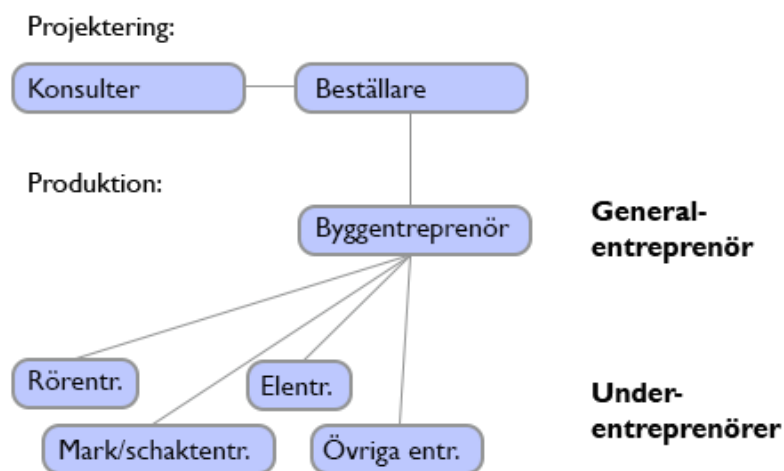 Projektering:
Konsulter
Beställare
Produktion:
Byggentreprenör
General-
entreprenör
Rörentr.
Elentr.
Mark/schaktentr.
Övriga entr.
Under-
entreprenörer